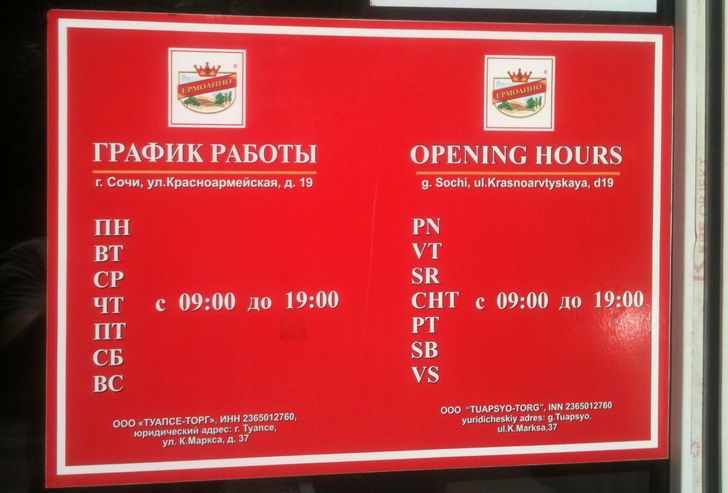 ЕРМОЛИНО
ГРАФИК РАБОТЫ
г. Сочи, ул.Красноармейская, д. 19
ПН
ВТ
СР
ЧТ с 09:00 до 19:00
ПТ
СБ
ВС
ООО «ТУАПСЕ-ТОРГ», ИНН 2365012760,
юридический адрес: г. Туапсе,
ул. К.Маркса, д. 37
ЕРМОЛИНО
OPENING HOURS
g. Sochi, ul.Krasnoarvtyskaya, d19
PN
VT
SR
CHT с 09:00 до 19:00
PT
SB
VS
OOO "TUAPSYO-TORG", INN 2365012760
yuridicheskiy adres: g.Tuapsyo,
ul.K.Marksa,37